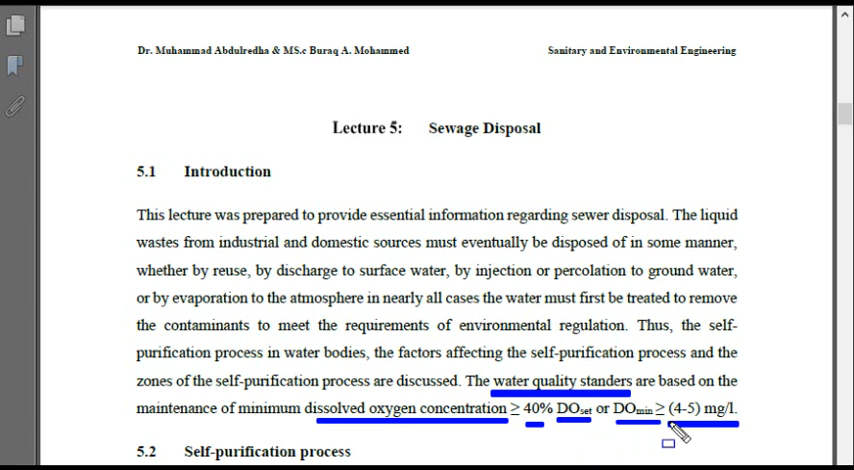 Dr. Muhammad Abdulredha & MS.c Buraq A. Mohammed Sanitary and Environmental Engineering
Lecture 5: Sewage Disposal
5.1 Introduction
This lecture was prepared to provide essential information regarding sewer disposal. The liquid
wastes from industrial and domestic sources must eventually be disposed of in some manner,
whether by reuse, by discharge to surface water, by injection or percolation to ground water,
or by evaporation to the atmosphere in nearly all cases the water must first be treated to remove
the contaminants to meet the requirements of environmental regulation. Thus, the self-
purification process in water bodies, the factors affecting the self-purification process and the
zones of the self-purification process are discussed. The water quality standers are based on the
maintenance of minimum dissolved oxygen concentration ≥ 40% DOset or DOmin ≥ (4-5) mg/l.
5.2 Self-purification process